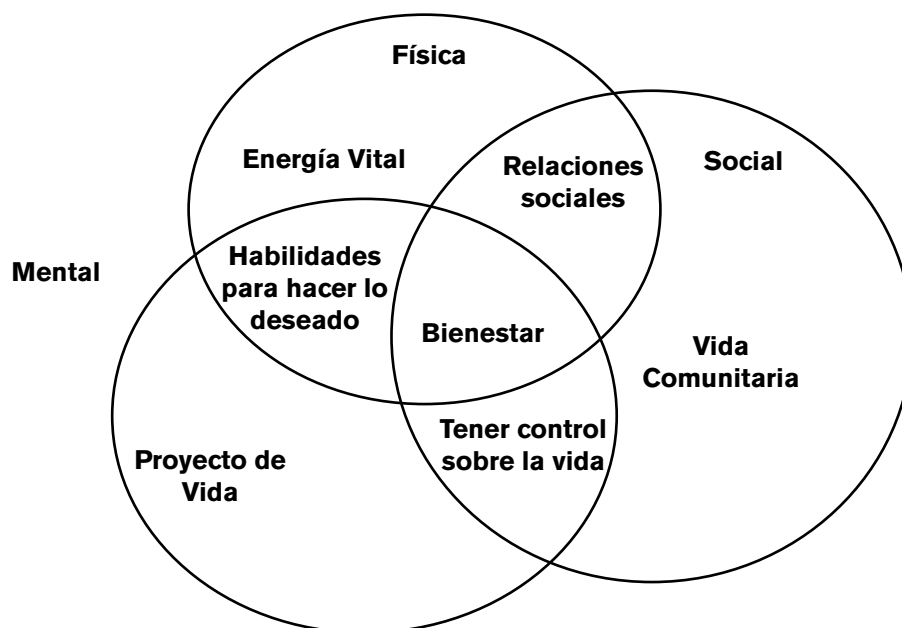 Física
Energía Vital
Relaciones
sociales
Social
Mental
Habilidades
para hacer lo
deseado
Bienestar
Vida
Comunitaria
Tener control
sobre la vida
Proyecto de
Vida